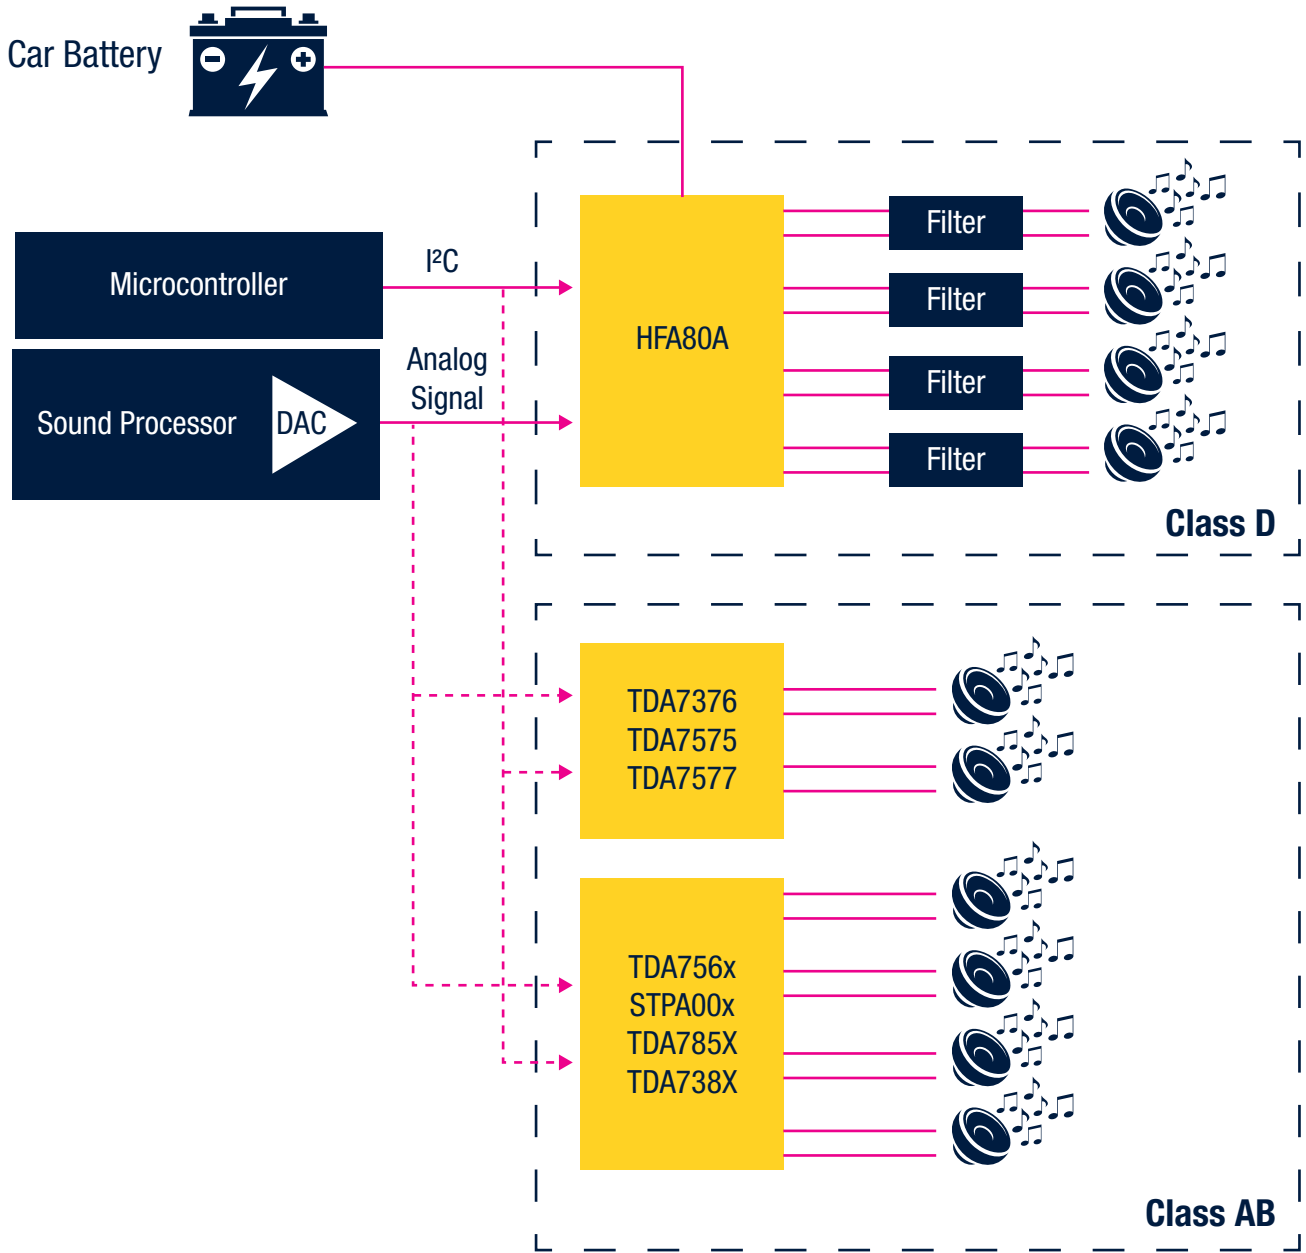 Car Battery
Microcontroller
I²C
Sound Processor
DAC
Analog
Signal
HFA80A
Filter
Filter
Filter
Filter
Class D
TDA7376
TDA7575
TDA7577
TDA756x
STPA00x
TDA785X
TDA738X
Class AB